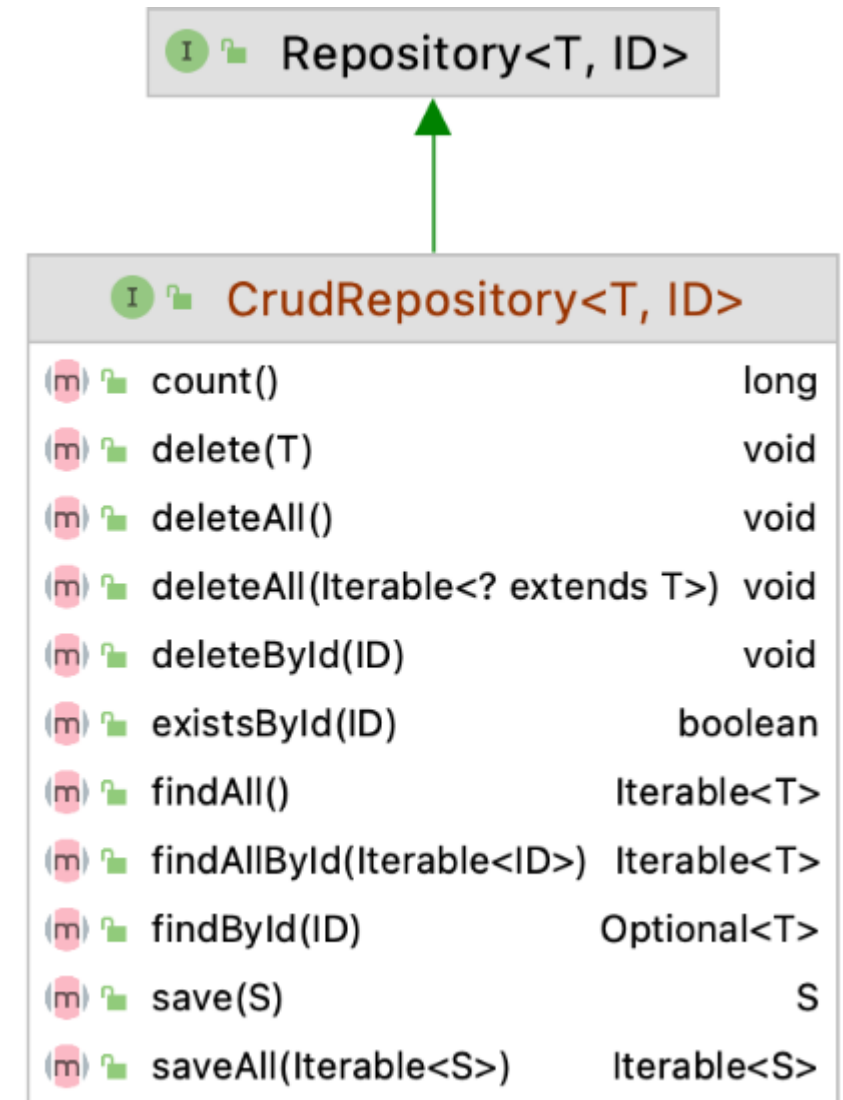 I Repository<T, ID>
I CrudRepository<T, ID>
m count() long
m delete(T) void
m deleteAll() void
m deleteAll(Iterable<? extends T>) void
m deleteById(ID) void
m existsById(ID) boolean
m findAll() Iterable<T>
m findAllById(Iterable<ID>) Iterable<T>
m findById(ID) Optional<T>
m save(S) S
m saveAll(Iterable<S>) Iterable<S>